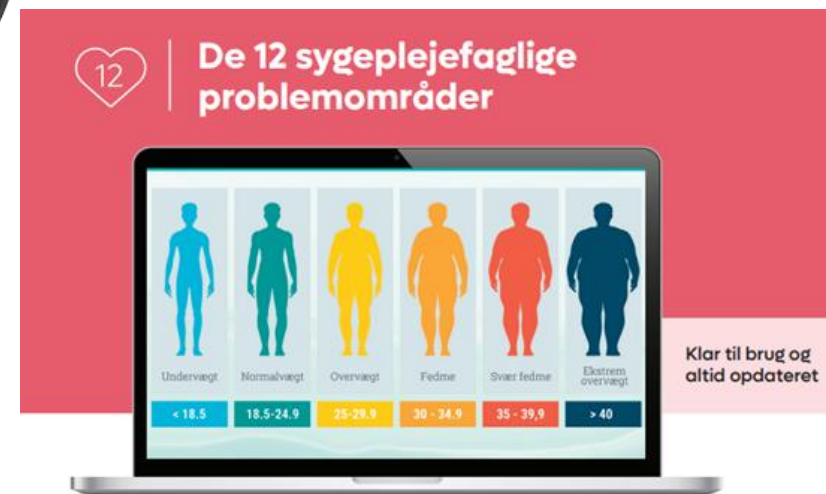 12
De 12 sygeplejefaglige
problemområder
Undervægt Normalvægt Overvægt Fedme Svær fedme Ekstrem
overvægt
< 18.5 18.5-24.9 25-29.9 30 - 34.9 35 - 39,9 > 40
Klar til brug og
altid opdateret